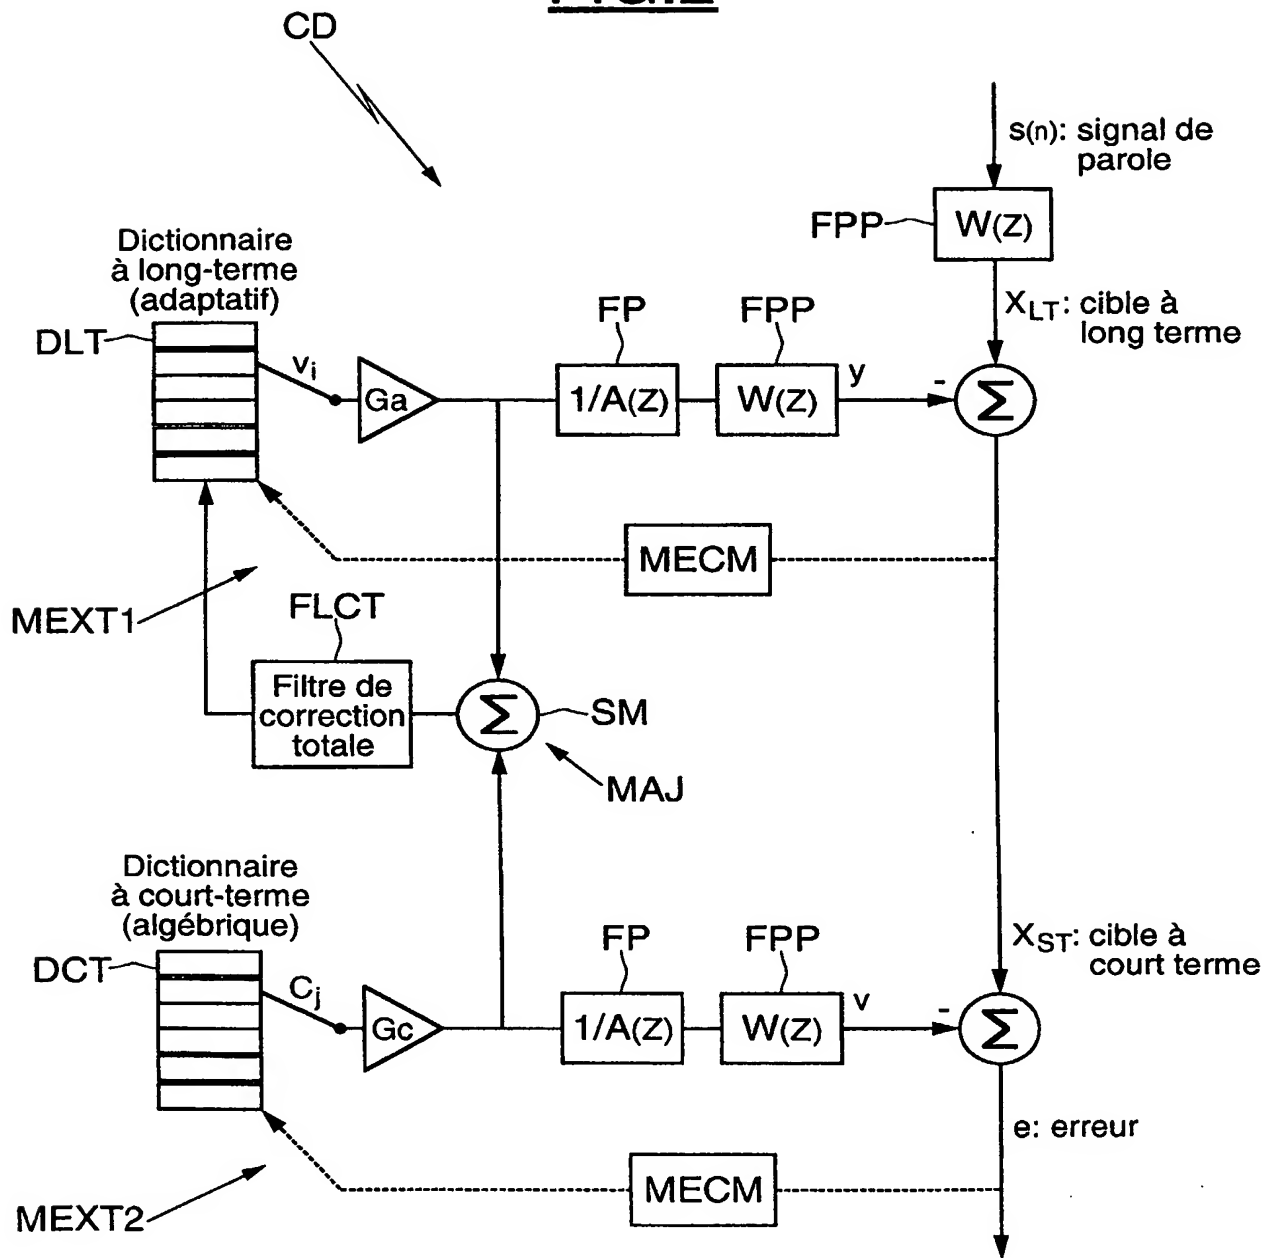 CD
s(n): signal de
parole
FPP
W(Z)
Dictionnaire
à long-terme
(adaptatif)
DLT
vi
Ga
FP
1/A(Z)
FPP
W(Z)
y
-
XLT: cible à
long terme
Σ
MECM
MEXT1
FLCT
Filtre de
correction
totale
Σ
SM
MAJ
Dictionnaire
à court-terme
(algébrique)
DCT
Cj
Gc
FP
1/A(Z)
FPP
W(Z)
v
-
XST: cible à
court terme
Σ
e: erreur
MECM
MEXT2